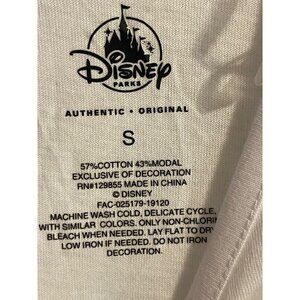 Disney
PARKS
AUTHENTIC • ORIGINAL
S
57%COTTON 43%MODAL
EXCLUSIVE OF DECORATION
RN#129855 MADE IN CHINA
© DISNEY
FAC-025179-19120
MACHINE WASH COLD, DELICATE CYCLE,
WITH SIMILAR COLORS. ONLY NON-CHLORIN
BLEACH WHEN NEEDED. LAY FLAT TO DRY
LOW IRON IF NEEDED. DO NOT IRON
DECORATION.